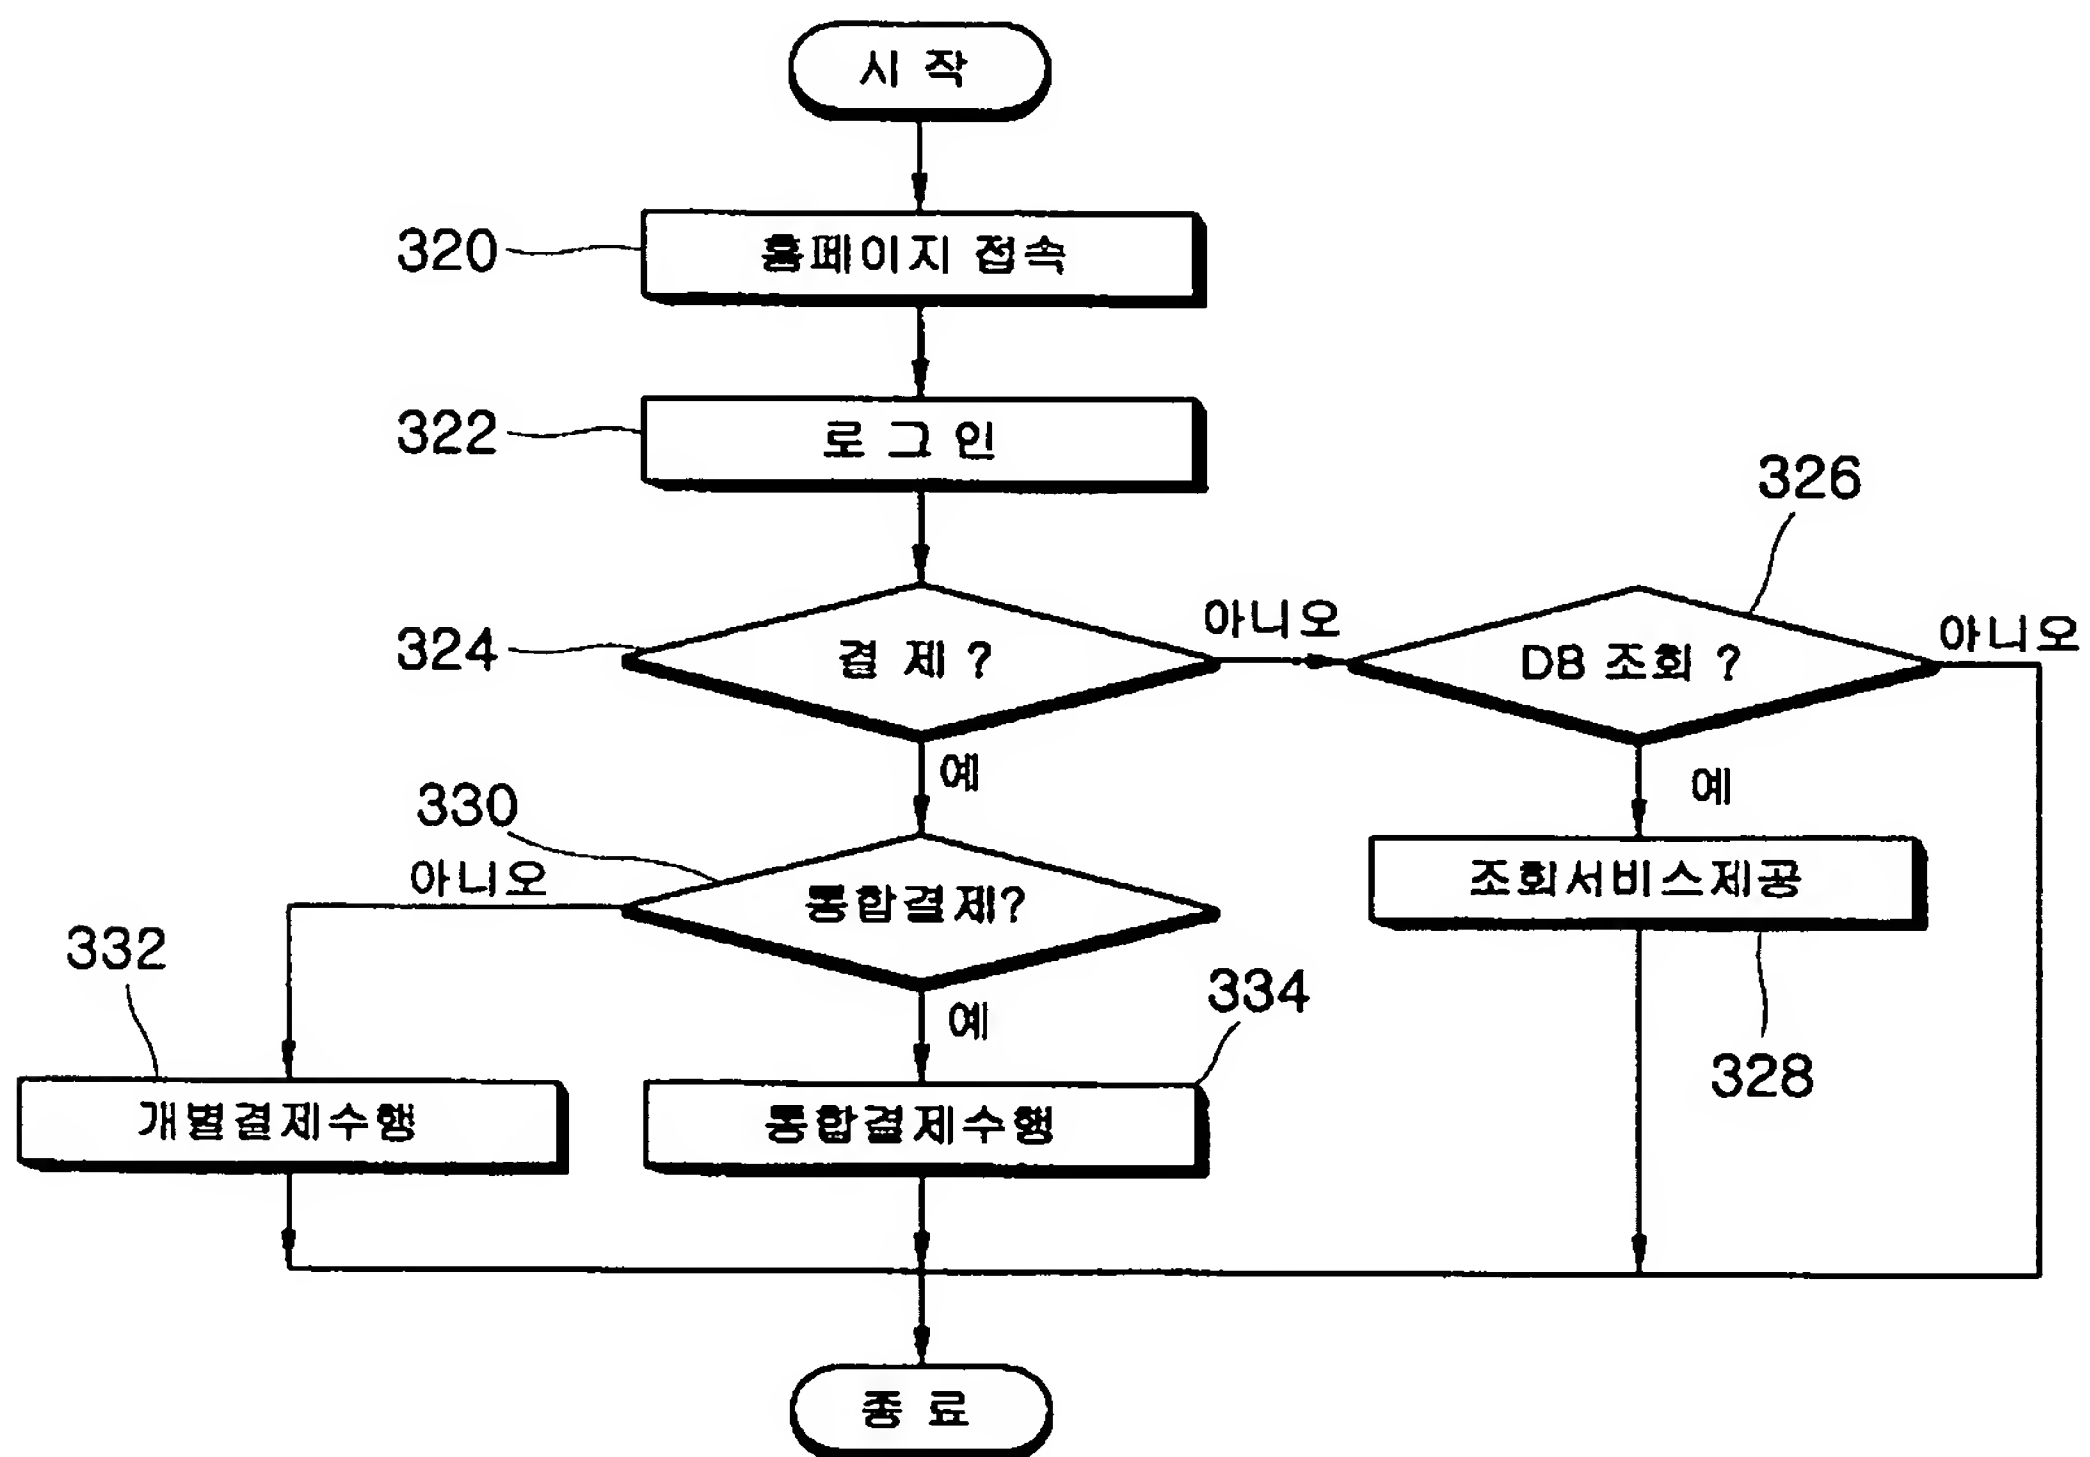 시 작
320
홈페이지 접속
322
로 그 인
326
324
결 제 ?
아니오
DB 조회 ?
아니오
예
예
330
아니오
통합결제?
조회서비스제공
332
334
예
328
개별결제수행
통합결제수행
종 료